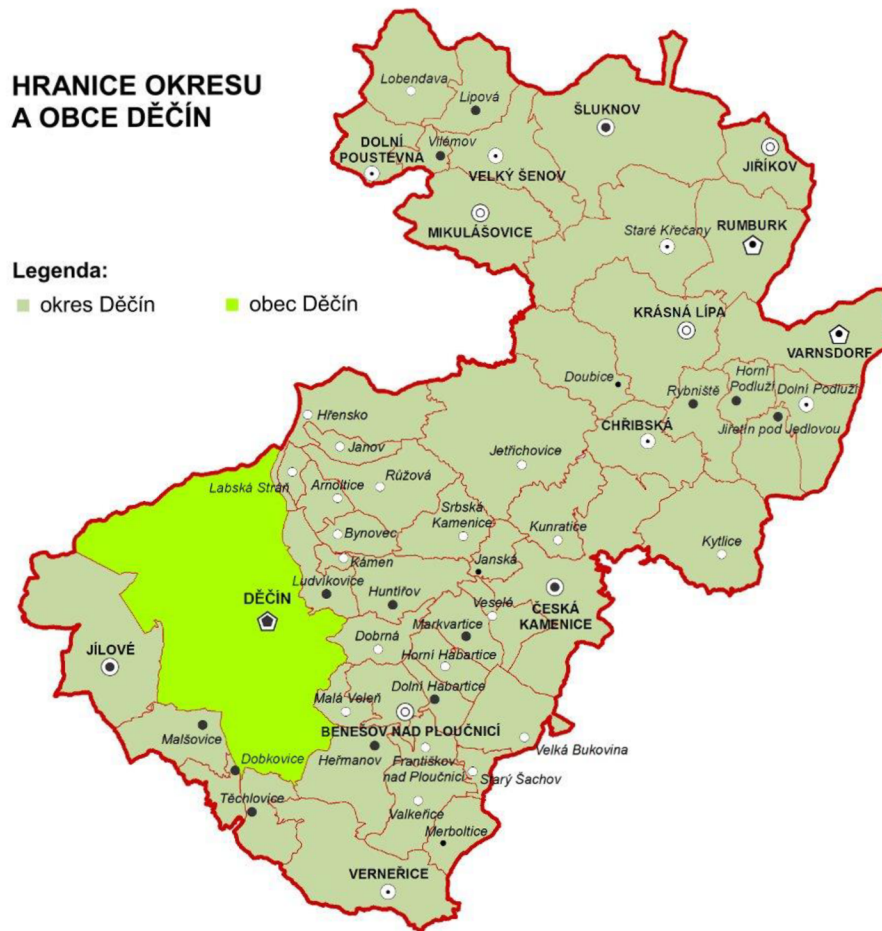 HRANICE OKRESU
A OBCE DĚČÍN
Legenda:
okres Děčín
obec Děčín
Lobendava
Lipová
ŠLUKNOV
DOLNÍ
POUSTEVNA
Vilémov
VELKÝ ŠENOV
JIŘÍKOV
MIKULÁŠOVICE
Staré Křečany
RUMBURK
KRÁSNÁ LÍPA
VARNSDORF
Doubice
Rybniště
Horní
Podluží
Dolní Podluží
Jiřetín pod Jedlovou
CHŘIBSKÁ
Hřensko
Janov
Jetřichovice
Labská Stráň
Arnoltice
Růžová
Srbská
Kamenice
Bynovec
Kunratice
Kytlice
Kámen
Janská
Ludvíkovice
Huntířov
DĚČÍN
Veselé
ČESKÁ
KAMENICE
Markvartice
Dobrná
Horní Habartice
JÍLOVÉ
Dolní Habartice
Malá Veleň
BENEŠOV NAD PLOUČNICÍ
Malšovice
Velká Bukovina
Dobkovice
Heřmanov
Františkov
nad Ploučnicí
Starý Šachov
Těchlovice
Valkeřice
Merboltice
VERNEŘICE